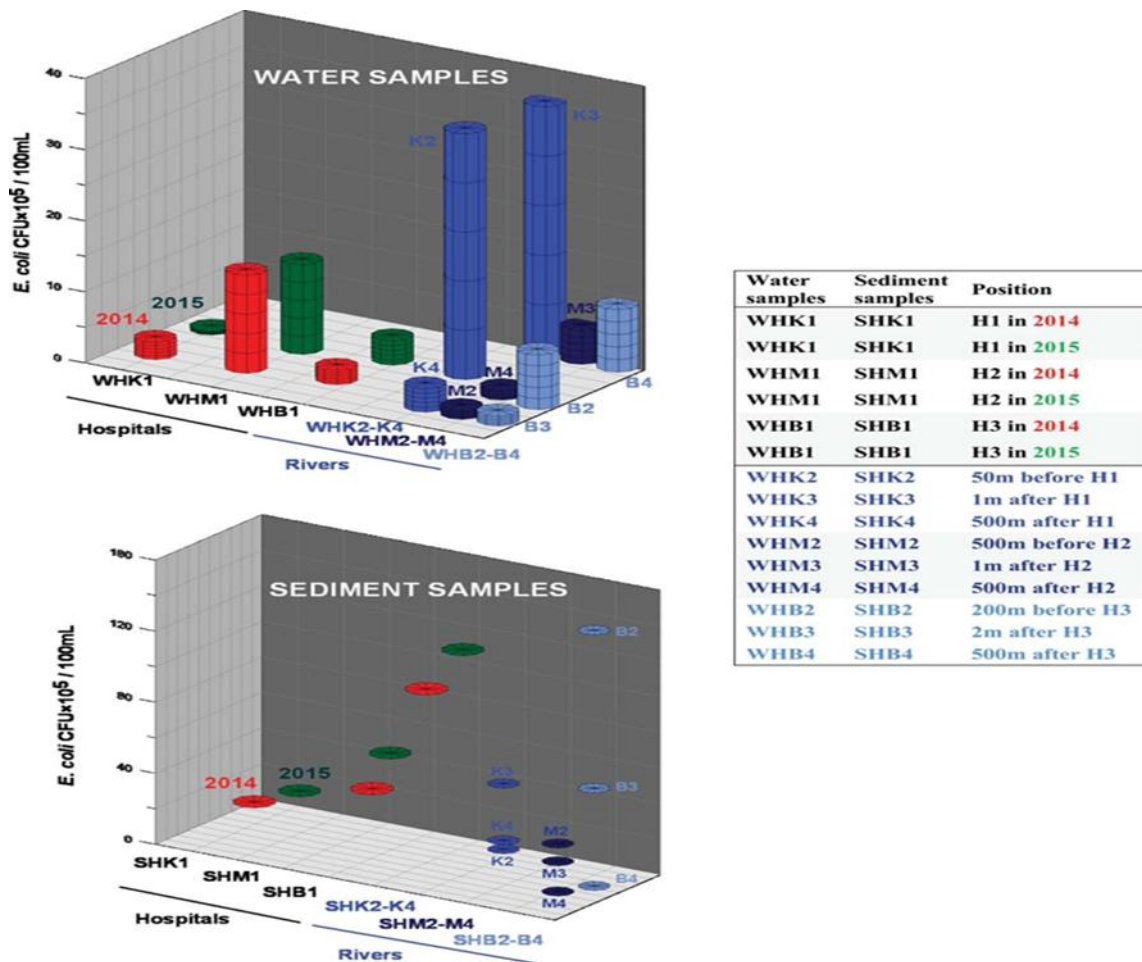 WATER SAMPLES
E. coli CFU×10⁵ / 100mL
40
30
20
10
0
K2
K3
2015
2014
M3
K4
M4
M2
B4
B2
B3
WHK1
WHM1
WHB1
WHK2-K4
WHM2-M4
WHB2-B4
Hospitals
Rivers
SEDIMENT SAMPLES
E. coli CFU×10⁵ / 100mL
180
120
80
40
0
B2
K3
B3
2014
2015
K4
M2
K2
M3
B4
M4
SHK1
SHM1
SHB1
SHK2-K4
SHM2-M4
SHB2-B4
Hospitals
Rivers
Water samples Sediment samples Position
WHK1 SHK1 H1 in 2014
WHK1 SHK1 H1 in 2015
WHM1 SHM1 H2 in 2014
WHM1 SHM1 H2 in 2015
WHB1 SHB1 H3 in 2014
WHB1 SHB1 H3 in 2015
WHK2 SHK2 50m before H1
WHK3 SHK3 1m after H1
WHK4 SHK4 500m after H1
WHM2 SHM2 500m before H2
WHM3 SHM3 1m after H2
WHM4 SHM4 500m after H2
WHB2 SHB2 200m before H3
WHB3 SHB3 2m after H3
WHB4 SHB4 500m after H3